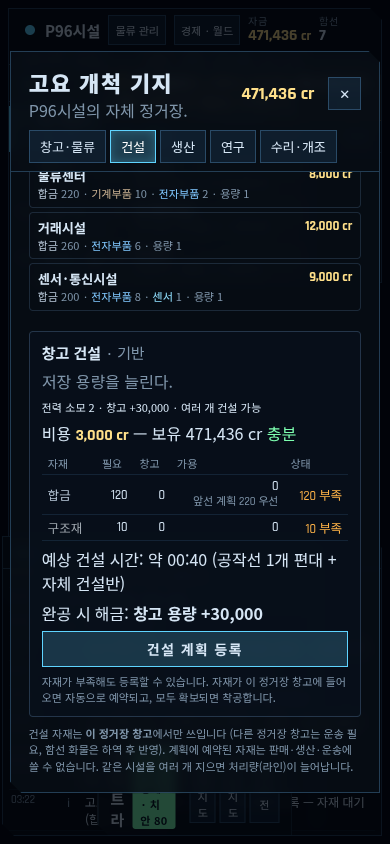 P96시설
물류 관리
경제 · 월드
자금
함선
471,436 cr
7
고요 개척 기지
P96시설의 자체 정거장.
471,436 cr
×
창고·물류
건설
생산
연구
수리·개조
물류센터
8,000 cr
합금 220 · 기계부품 10 · 전자부품 2 · 용량 1
거래시설
12,000 cr
합금 260 · 전자부품 6 · 용량 1
센서·통신시설
9,000 cr
합금 200 · 전자부품 8 · 센서 1 · 용량 1
창고 건설 · 기반
저장 용량을 늘린다.
전력 소모 2 · 창고 +30,000 · 여러 개 건설 가능
비용 3,000 cr — 보유 471,436 cr 충분
자재 필요 창고 가용 상태
합금 120 0 0 120 부족
앞선 계획 220 우선
구조재 10 0 0 10 부족
예상 건설 시간: 약 00:40 (공작선 1개 편대 +
자체 건설반)
완공 시 해금: 창고 용량 +30,000
건설 계획 등록
자재가 부족해도 등록할 수 있습니다. 자재가 이 정거장 창고에 들어
오면 자동으로 예약되고, 모두 확보되면 착공합니다.
건설 자재는 이 정거장 창고에서만 쓰입니다 (다른 정거장 창고는 운송 필
요, 함선 화물은 하역 후 반영). 계획에 예약된 자재는 판매·생산·운송에
쓸 수 없습니다. 같은 시설을 여러 개 지으면 처리량(라인)이 늘어납니다.
03:22
고
(합
트
라
· 치
안 80
지
도
지
도
전
록 — 자재 대기